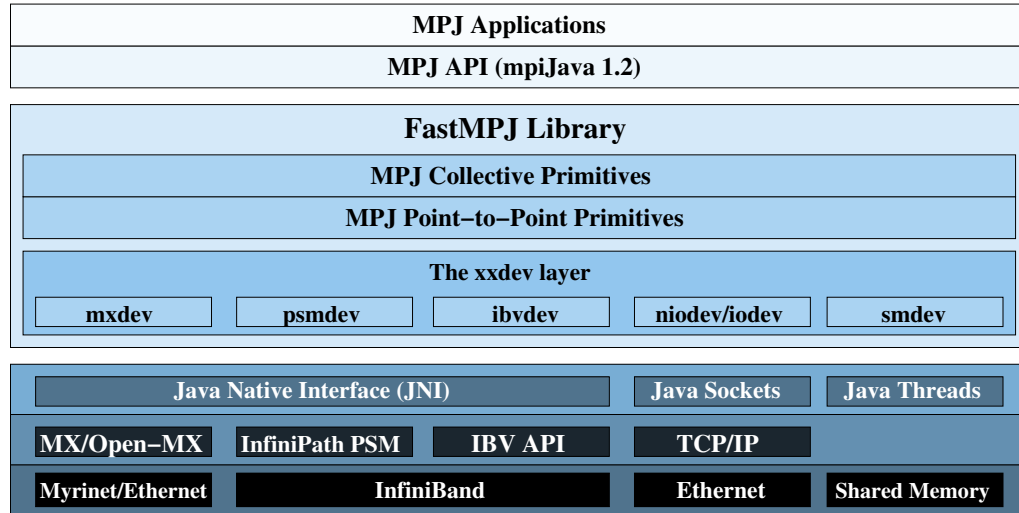 MPJ Applications
MPJ API (mpiJava 1.2)
FastMPJ Library
MPJ Collective Primitives
MPJ Point−to−Point Primitives
The xxdev layer
mxdev psmdev ibvdev niodev/iodev smdev
Java Native Interface (JNI) Java Sockets Java Threads
MX/Open−MX InfiniPath PSM IBV API TCP/IP
Myrinet/Ethernet InfiniBand Ethernet Shared Memory